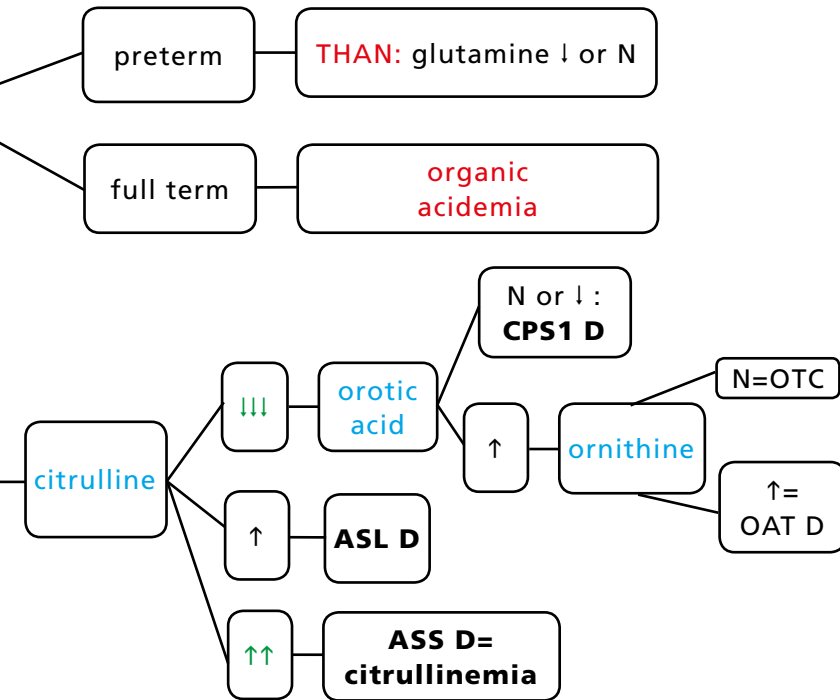 preterm
THAN: glutamine ↓ or N
full term
organic
acidemia
N or ↓ :
CPS1 D
↓↓↓
orotic
acid
N=OTC
↑
ornithine
citrulline
↑=
OAT D
↑
ASL D
↑↑
ASS D=
citrullinemia